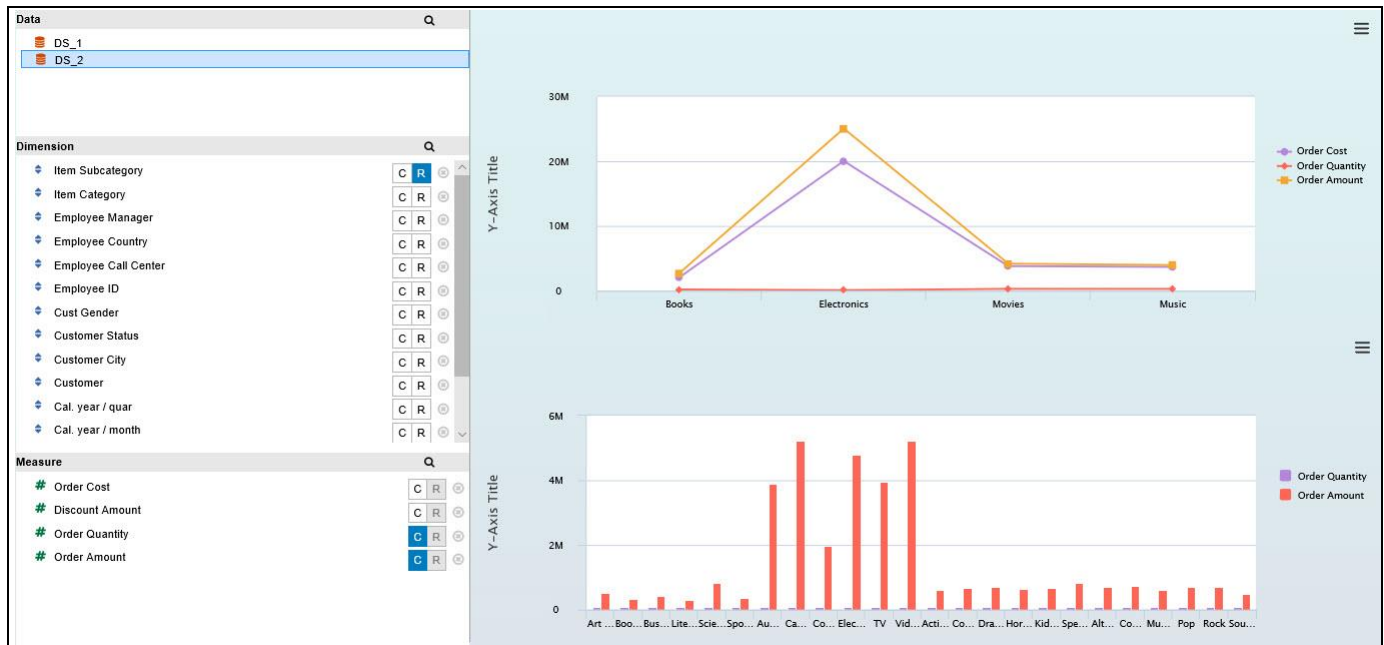 Data
DS_1
DS_2
Dimension
Item Subcategory C R
Item Category C R
Employee Manager C R
Employee Country C R
Employee Call Center C R
Employee ID C R
Cust Gender C R
Customer Status C R
Customer City C R
Customer C R
Cal. year / quar C R
Cal. year / month C R
Measure
# Order Cost C R
# Discount Amount C R
# Order Quantity C R
# Order Amount C R
Y-Axis Title
30M
20M
10M
0
Books Electronics Movies Music
Order Cost
Order Quantity
Order Amount
Y-Axis Title
6M
4M
2M
0
Art ... Boo... Bus... Lite... Scie... Spo... Au... Ca... Co... Elec... TV Vid... Acti... Co... Dra... Hor... Kid... Spe... Alt... Co... Mu... Pop Rock Sou...
Order Quantity
Order Amount